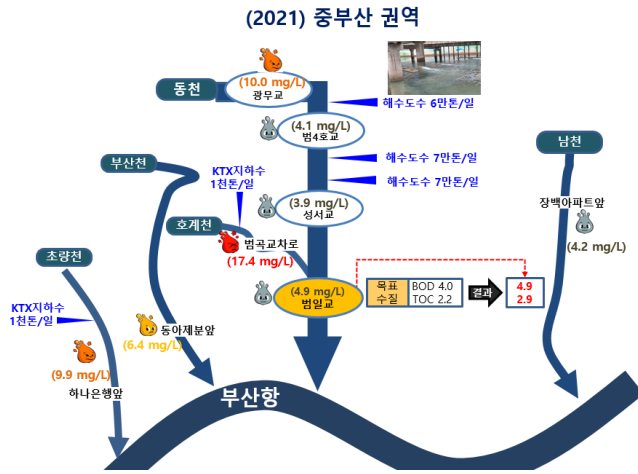 (2021) 중부산 권역
동천
(10.0 mg/L)
광무교
해수도수 6만톤/일
(4.1 mg/L)
범4호교
남천
해수도수 7만톤/일
부산천
KTX지하수
1천톤/일
해수도수 7만톤/일
장백아파트앞
(3.9 mg/L)
성서교
호계천
범곡교차로
(17.4 mg/L)
(4.2 mg/L)
초량천
(4.9 mg/L)
범일교
목표
수질
BOD 4.0
TOC 2.2
결과
4.9
2.9
KTX지하수
1천톤/일
동아제분앞
(6.4 mg/L)
(9.9 mg/L)
하나은행앞
부산항